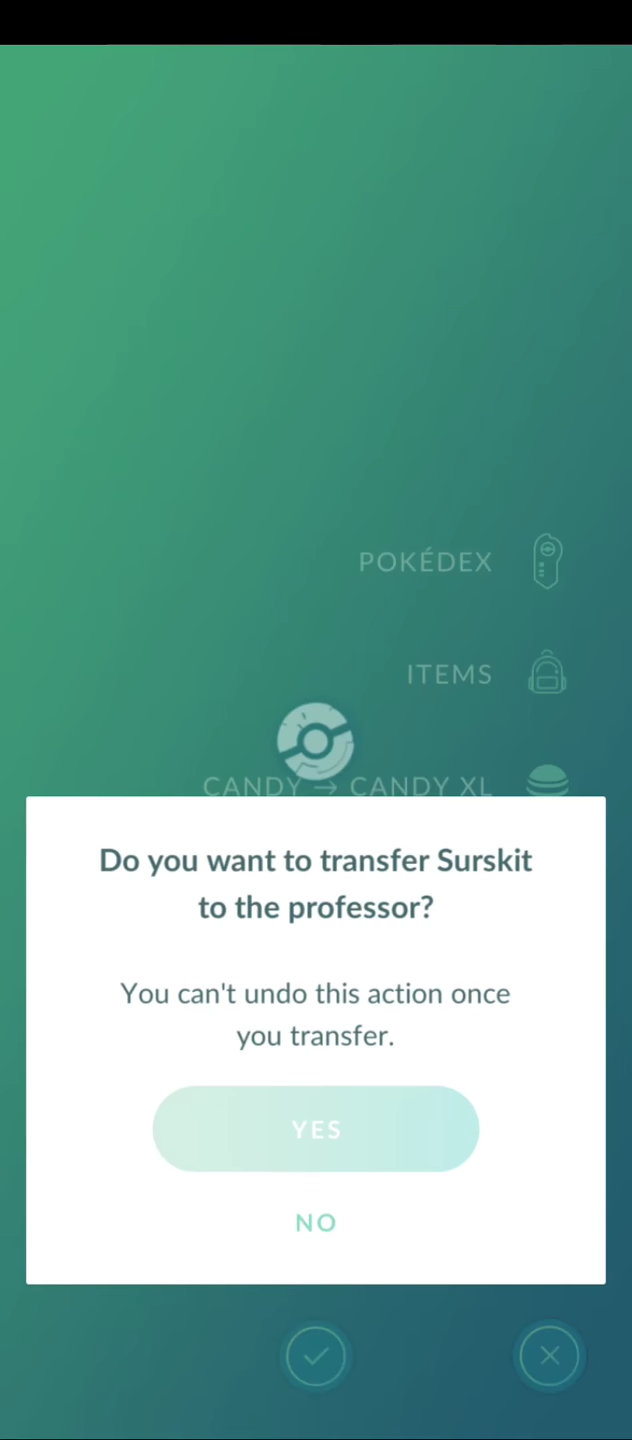 POKÉDEX
ITEMS
CANDY → CANDY XL
Do you want to transfer Surskit
to the professor?
You can't undo this action once
you transfer.
YES
NO